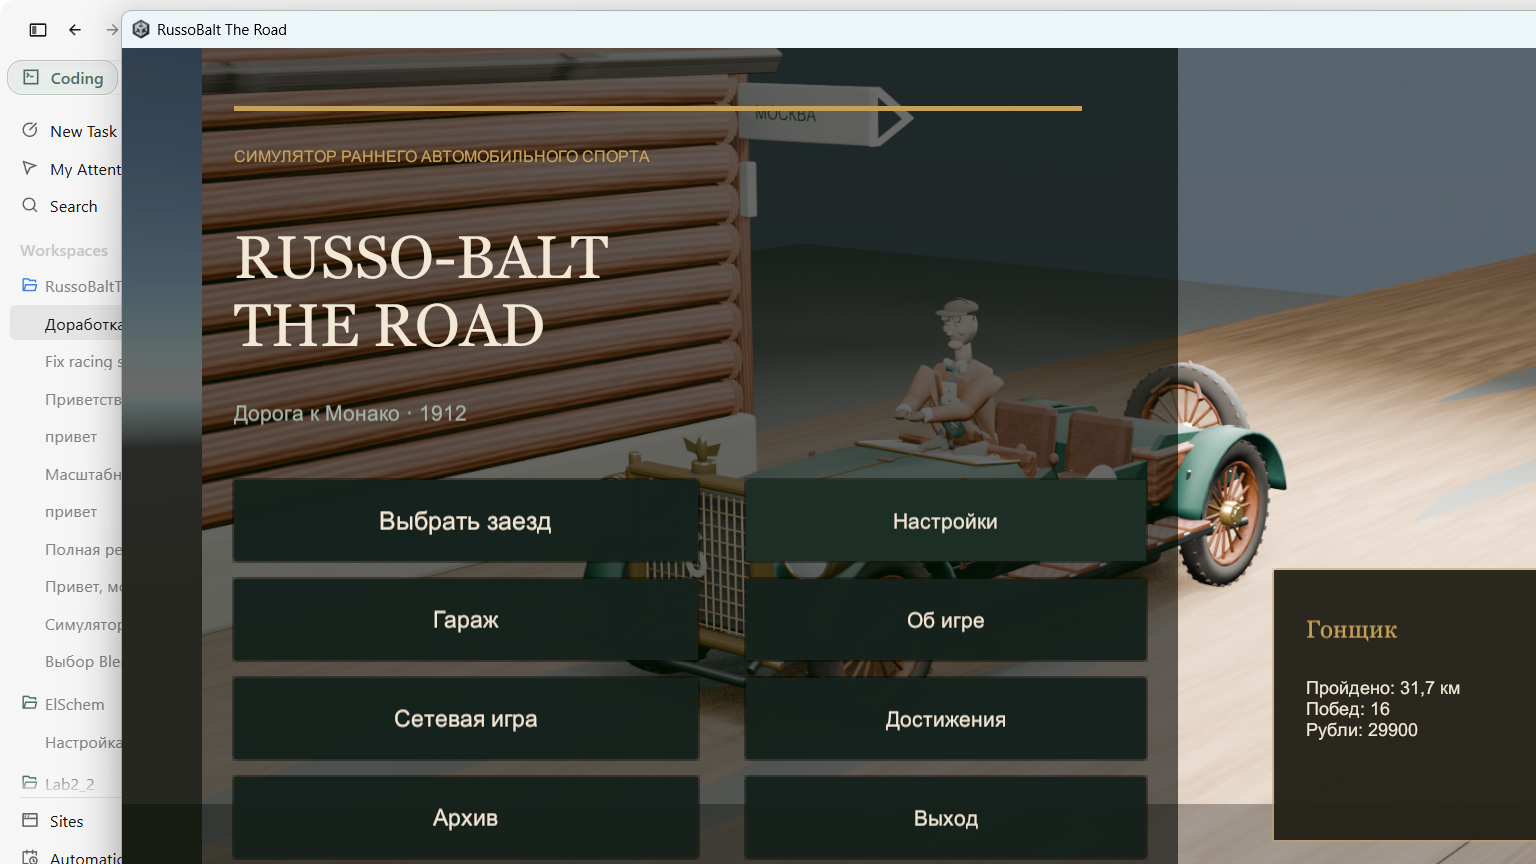 RussoBalt The Road
Coding
New Task
My Attent
Search
Workspaces
RussoBaltT
Доработка
Fix racing s
Приветств
привет
Масштабн
привет
Полная ре
Привет, мо
Симулятор
Выбор Ble
ElSchem
Настройка
Lab2_2
Sites
Automatic
МОСКВА
СИМУЛЯТОР РАННЕГО АВТОМОБИЛЬНОГО СПОРТА
RUSSO-BALT
THE ROAD
Дорога к Монако · 1912
Выбрать заезд
Настройки
Гараж
Об игре
Сетевая игра
Достижения
Архив
Выход
Гонщик
Пройдено: 31,7 км
Побед: 16
Рубли: 29900